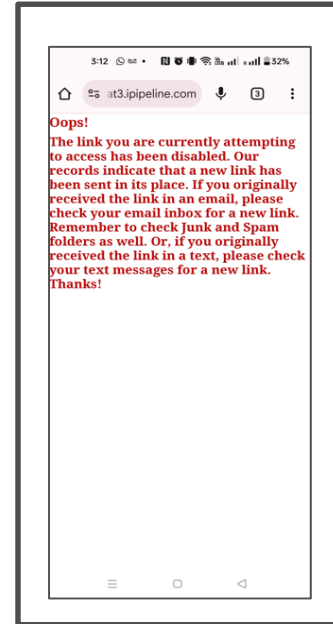 3:12 32%
at3.ipipeline.com 3
Oops!
The link you are currently attempting
to access has been disabled. Our
records indicate that a new link has
been sent in its place. If you originally
received the link in an email, please
check your email inbox for a new link.
Remember to check Junk and Spam
folders as well. Or, if you originally
received the link in a text, please check
your text messages for a new link.
Thanks!